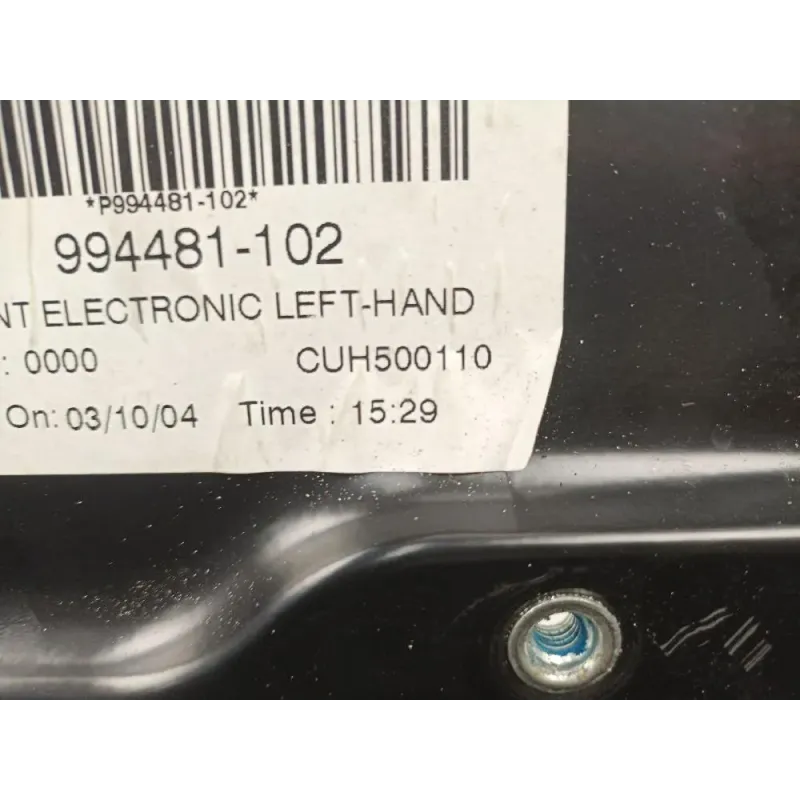 *P994481-102*
994481-102
NT ELECTRONIC LEFT-HAND
: 0000 CUH500110
On: 03/10/04 Time : 15:29